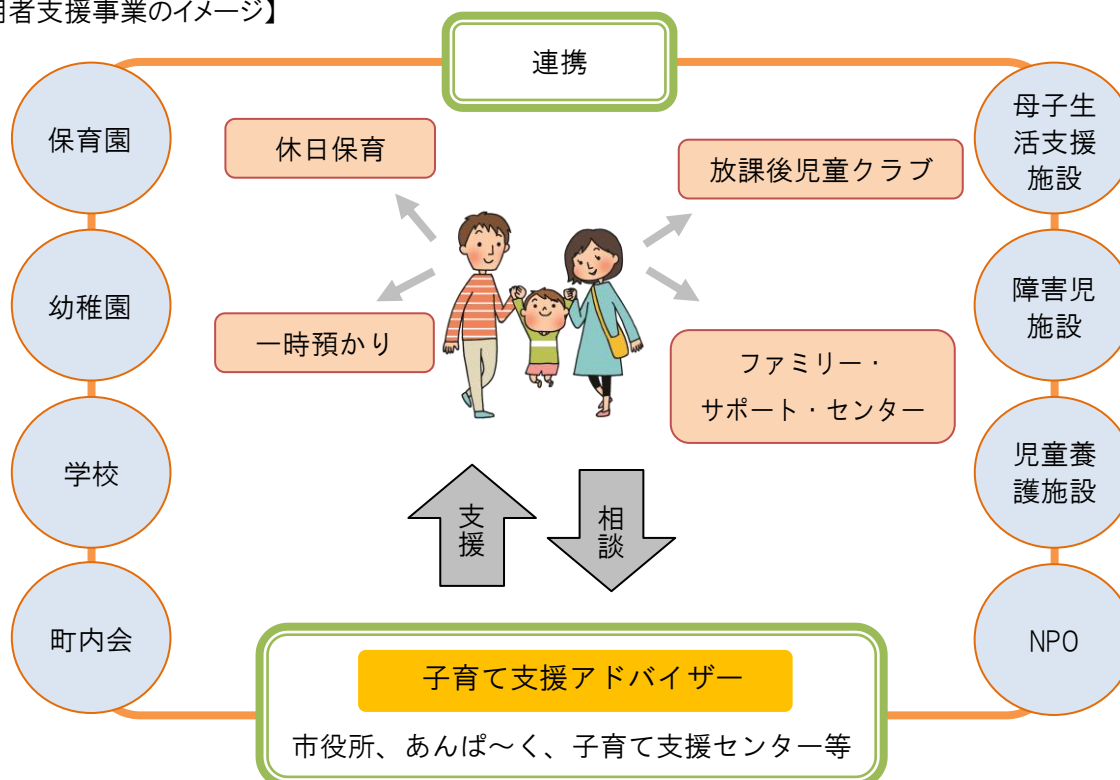 用者支援事業のイメージ】
連携
保育園
幼稚園
学校
町内会
休日保育
一時預かり
放課後児童クラブ
ファミリー・
サポート・センター
母子生
活支援
施設
障害児
施設
児童養
護施設
NPO
支援
相談
子育て支援アドバイザー
市役所、あんぱ～く、子育て支援センター等